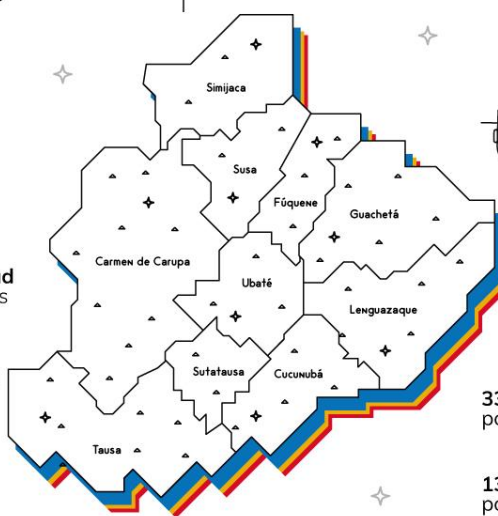 Simijaca
Susa
Fúquene
Guachetá
Carmen de Carupa
Ubaté
Lenguazaque
Sutatausa
Cucunubá
Tausa